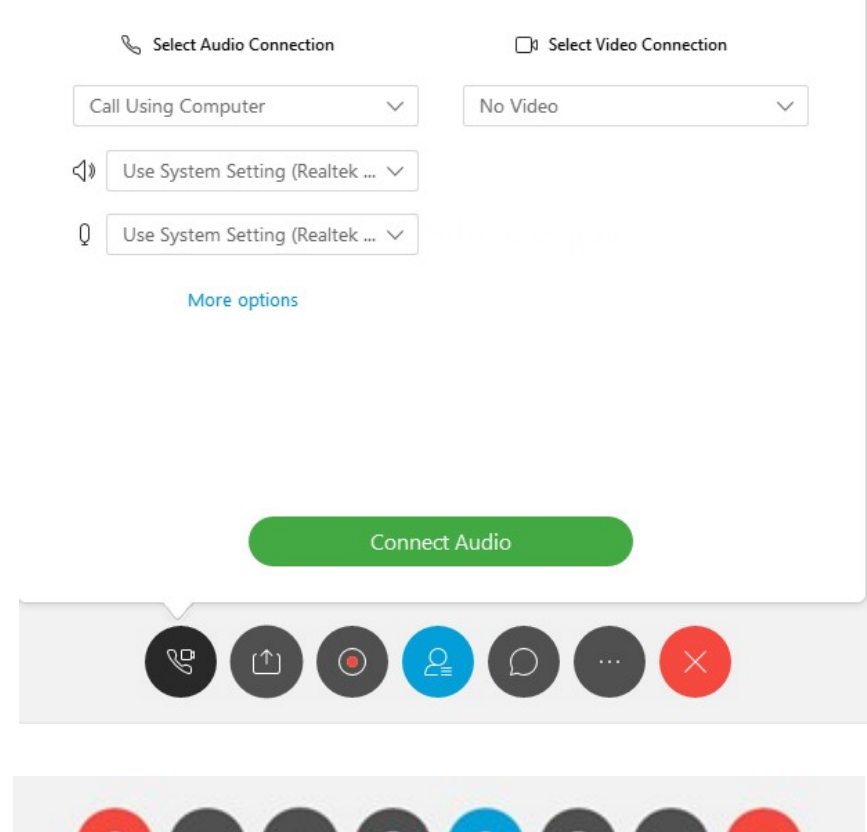 Select Audio Connection
Select Video Connection
Call Using Computer
No Video
Use System Setting (Realtek ...
Use System Setting (Realtek ...
More options
Connect Audio